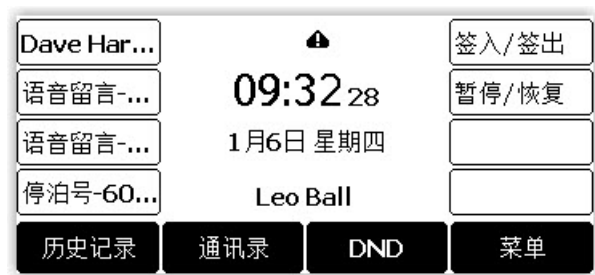 Dave Har...
语音留言-...
语音留言-...
停泊号-60...
09:32 28
1月6日 星期四
Leo Ball
签入/签出
暂停/恢复
历史记录 通讯录 DND 菜单